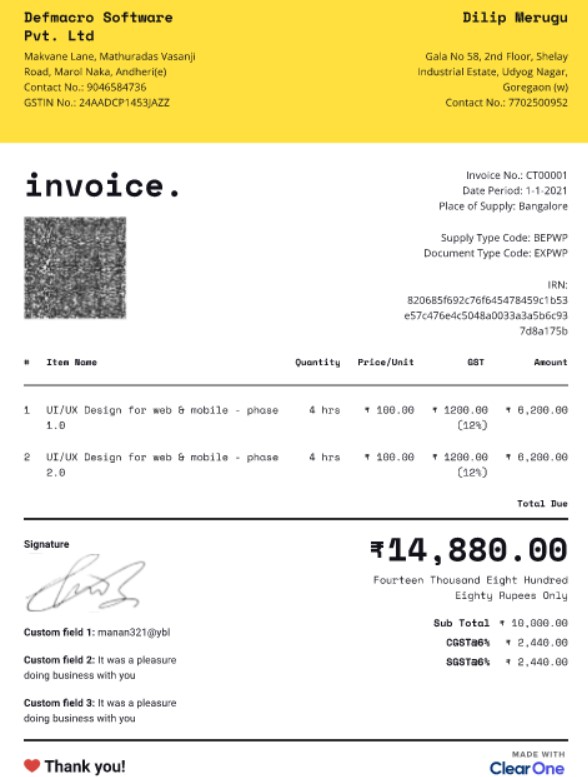 Defmacro Software
Pvt. Ltd
Makvane Lane, Mathuradas Vasanji
Road, Marol Naka, Andheri(e)
Contact No.: 9046584736
GSTIN No.: 24AADCP1453JAZZ
Dilip Merugu
Gala No 58, 2nd Floor, Shelay
Industrial Estate, Udyog Nagar,
Goregaon (w)
Contact No.: 7702500952
invoice.
Invoice No.: CT00001
Date Period: 1-1-2021
Place of Supply: Bangalore
Supply Type Code: BEPWP
Document Type Code: EXPWP
IRN:
820685f692c76f645478459c1b53
e57c476e4c5048a0033a3a5b6c93
7d8a175b
# Item Name Quantity Price/Unit GST Amount
1 UI/UX Design for web & mobile - phase 4 hrs ₹ 100.00 ₹ 1200.00 ₹ 6,200.00
1.0 (12%)
2 UI/UX Design for web & mobile - phase 4 hrs ₹ 100.00 ₹ 1200.00 ₹ 6,200.00
2.0 (12%)
Total Due
₹14,880.00
Fourteen Thousand Eight Hundred
Eighty Rupees Only
Sub Total ₹ 10,000.00
CGST@6% ₹ 2,440.00
SGST@6% ₹ 2,440.00
Signature
Custom field 1: manan321@ybl
Custom field 2: It was a pleasure
doing business with you
Custom field 3: It was a pleasure
doing business with you
Thank you!
MADE WITH
ClearOne